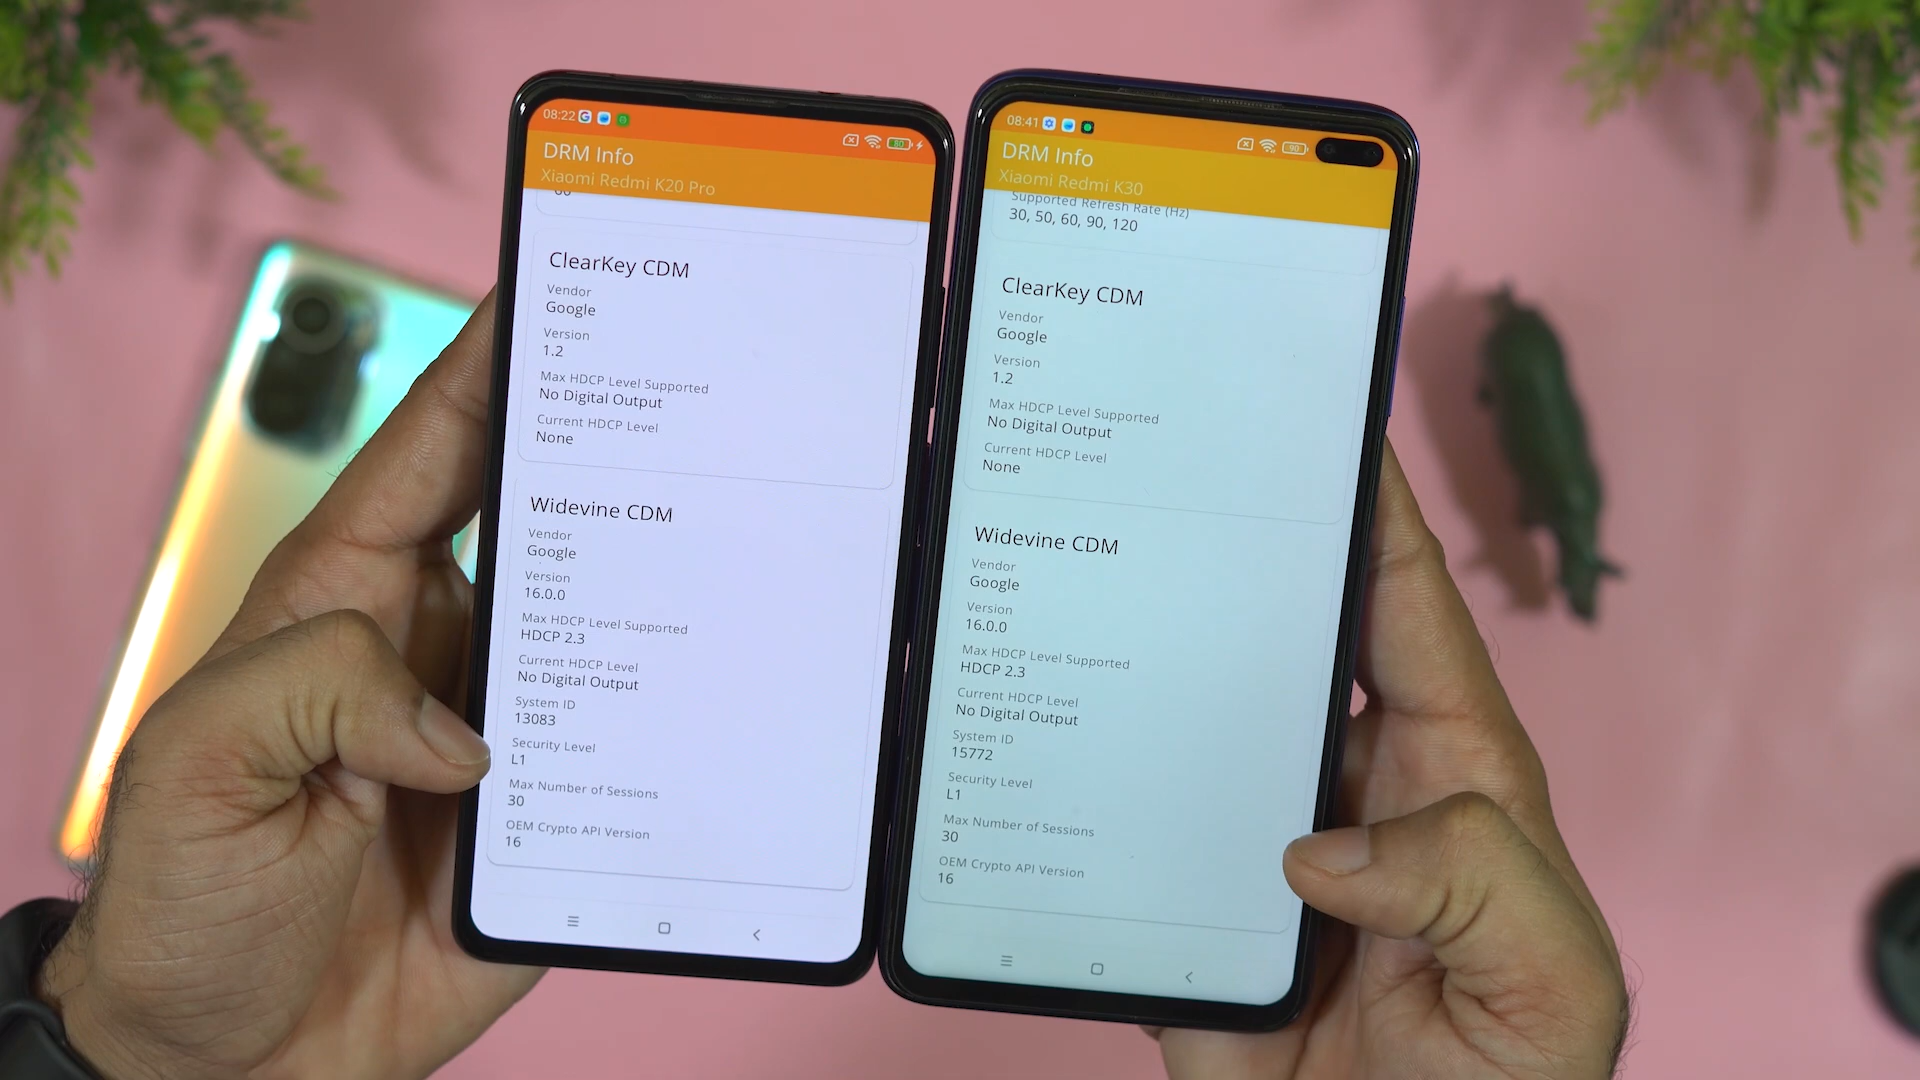 08:22
80
DRM Info
Xiaomi Redmi K20 Pro
60
ClearKey CDM
Vendor
Google
Version
1.2
Max HDCP Level Supported
No Digital Output
Current HDCP Level
None
Widevine CDM
Vendor
Google
Version
16.0.0
Max HDCP Level Supported
HDCP 2.3
Current HDCP Level
No Digital Output
System ID
13083
Security Level
L1
Max Number of Sessions
30
OEM Crypto API Version
16
08:41
90
DRM Info
Xiaomi Redmi K30
Supported Refresh Rate (Hz)
30, 50, 60, 90, 120
ClearKey CDM
Vendor
Google
Version
1.2
Max HDCP Level Supported
No Digital Output
Current HDCP Level
None
Widevine CDM
Vendor
Google
Version
16.0.0
Max HDCP Level Supported
HDCP 2.3
Current HDCP Level
No Digital Output
System ID
15772
Security Level
L1
Max Number of Sessions
30
OEM Crypto API Version
16